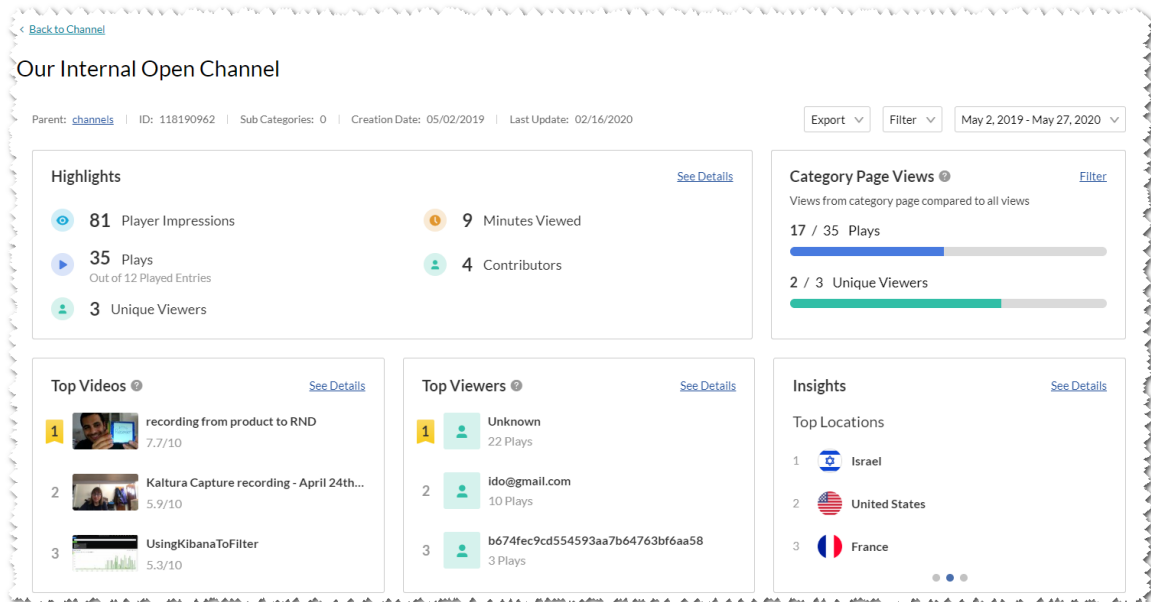 ‹ Back to Channel
Our Internal Open Channel
Parent: channels | ID: 118190962 | Sub Categories: 0 | Creation Date: 05/02/2019 | Last Update: 02/16/2020
Export
Filter
May 2, 2019 - May 27, 2020
Highlights
See Details
81 Player Impressions
35 Plays
Out of 12 Played Entries
3 Unique Viewers
9 Minutes Viewed
4 Contributors
Category Page Views ?
Filter
Views from category page compared to all views
17 / 35 Plays
2 / 3 Unique Viewers
Top Videos ?
See Details
1 recording from product to RND
7.7/10
2 Kaltura Capture recording - April 24th...
5.9/10
3 UsingKibanaToFilter
5.3/10
Top Viewers ?
See Details
1 Unknown
22 Plays
2 ido@gmail.com
10 Plays
3 b674fec9cd554593aa7b64763bf6aa58
3 Plays
Insights
See Details
Top Locations
1 Israel
2 United States
3 France